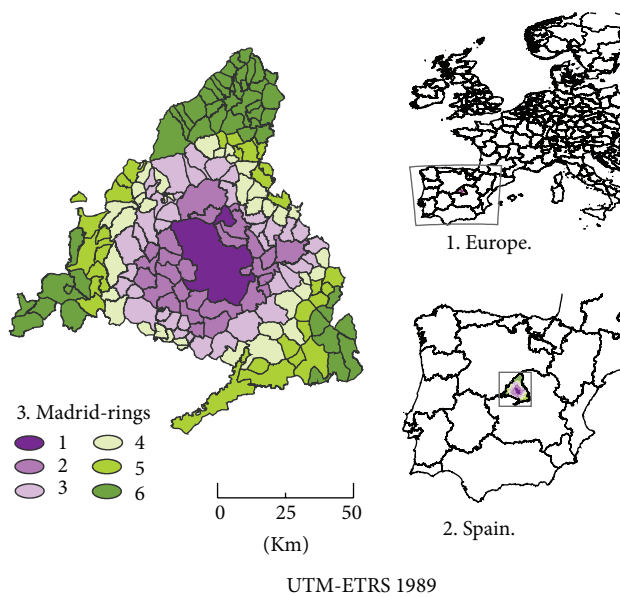 1. Europe.
3. Madrid-rings
1 4
2 5
3 6
0 25 50
(Km)
2. Spain.
UTM-ETRS 1989